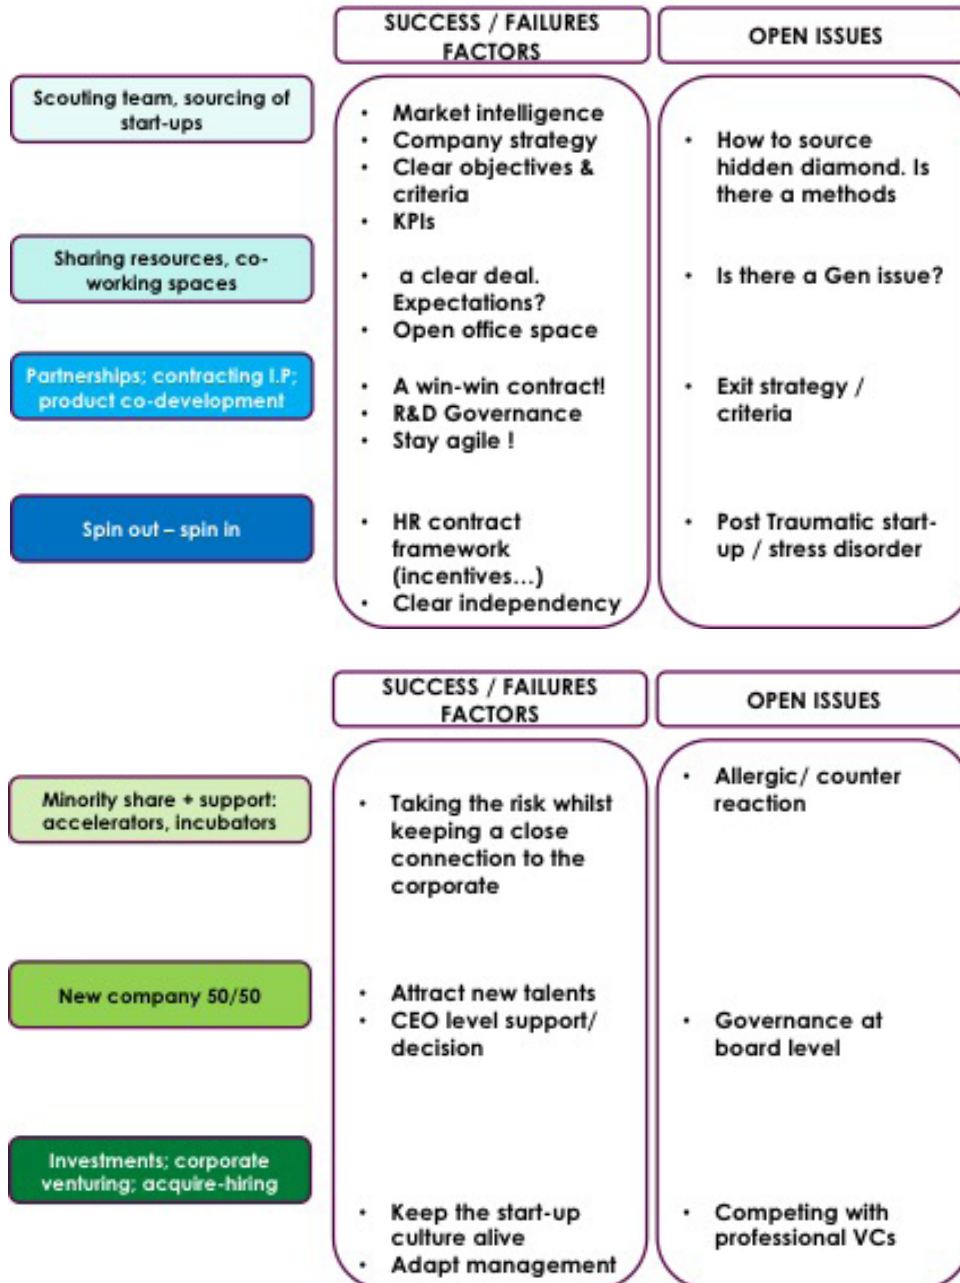 SUCCESS / FAILURES
FACTORS
OPEN ISSUES
Scouting team, sourcing of
start-ups
• Market intelligence
• Company strategy
• Clear objectives &
criteria
• KPIs
• How to source
hidden diamond. Is
there a methods
Sharing resources, co-
working spaces
• a clear deal.
Expectations?
• Open office space
• Is there a Gen issue?
Partnerships; contracting I.P;
product co-development
• A win-win contract!
• R&D Governance
• Stay agile !
• Exit strategy /
criteria
Spin out – spin in
• HR contract
framework
(incentives...)
• Clear independency
• Post Traumatic start-
up / stress disorder
SUCCESS / FAILURES
FACTORS
OPEN ISSUES
Minority share + support:
accelerators, incubators
• Taking the risk whilst
keeping a close
connection to the
corporate
• Allergic/ counter
reaction
New company 50/50
• Attract new talents
• CEO level support/
decision
• Governance at
board level
Investments; corporate
venturing; acquire-hiring
• Keep the start-up
culture alive
• Adapt management
• Competing with
professional VCs